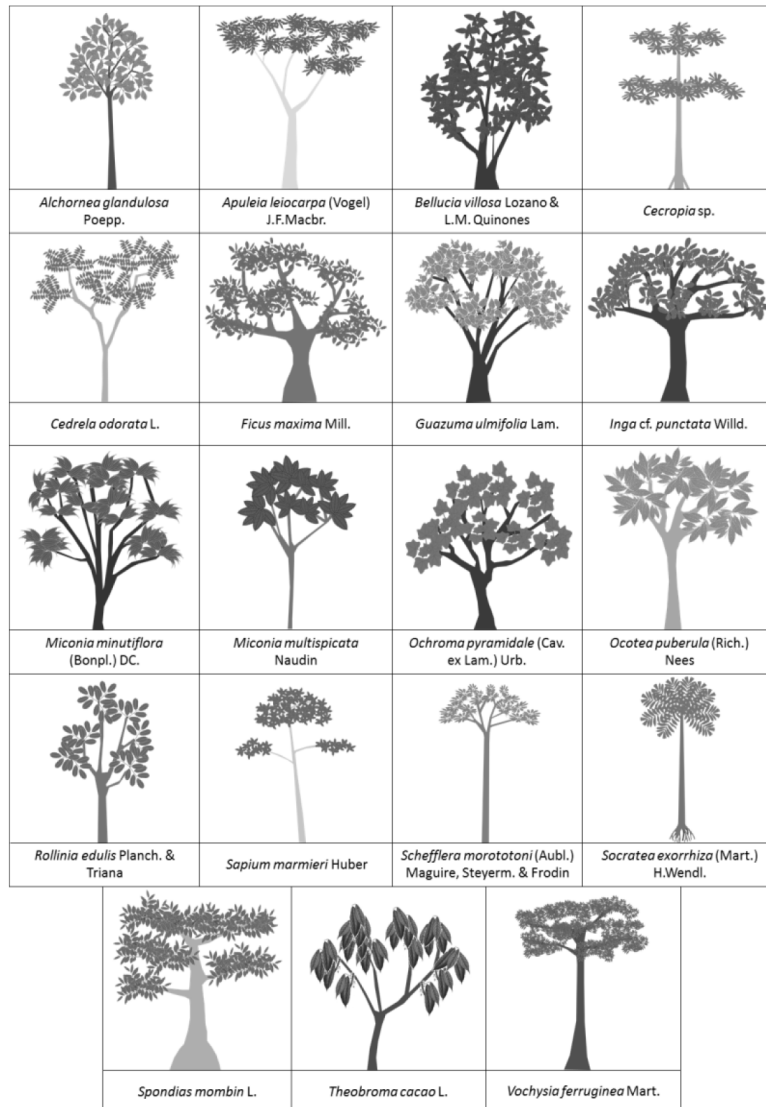 Alchornea glandulosa
Poepp.
Apuleia leiocarpa (Vogel)
J.F.Macbr.
Bellucia villosa Lozano &
L.M. Quinones
Cecropia sp.
Cedrela odorata L.
Ficus maxima Mill.
Guazuma ulmifolia Lam.
Inga cf. punctata Willd.
Miconia minutiflora
(Bonpl.) DC.
Miconia multispicata
Naudin
Ochroma pyramidale (Cav.
ex Lam.) Urb.
Ocotea puberula (Rich.)
Nees
Rollinia edulis Planch. &
Triana
Sapium marmieri Huber
Schefflera morototoni (Aubl.)
Maguire, Steyerm. & Frodin
Socratea exorrhiza (Mart.)
H.Wendl.
Spondias mombin L.
Theobroma cacao L.
Vochysia ferruginea Mart.